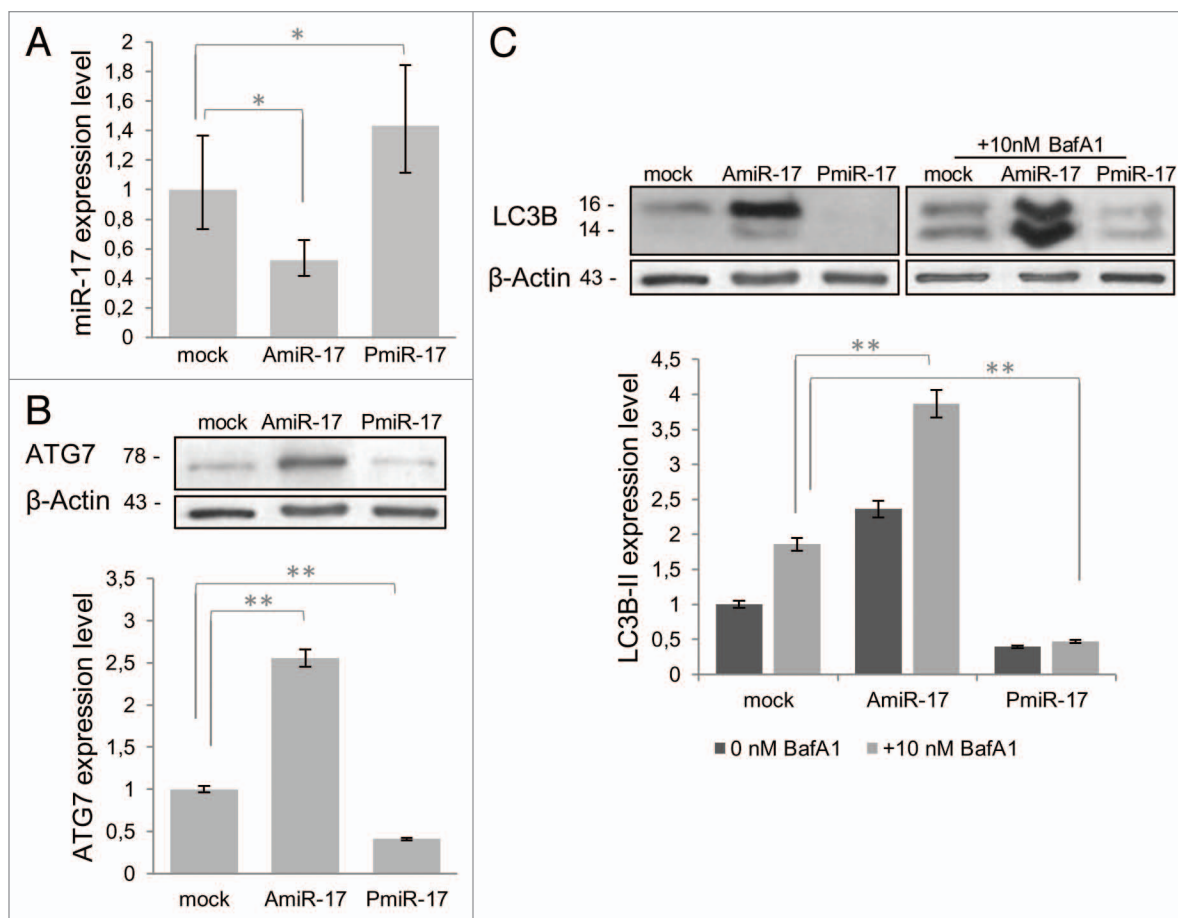 A
miR-17 expression level
2
1,8
1,6
1,4
1,2
1
0,8
0,6
0,4
0,2
0
*
*
mock AmiR-17 PmiR-17
B
mock AmiR-17 PmiR-17
ATG7 78 -
β-Actin 43 -
ATG7 expression level
3,5
3
2,5
2
1,5
1
0,5
0
**
**
mock AmiR-17 PmiR-17
C
+10nM BafA1
mock AmiR-17 PmiR-17 mock AmiR-17 PmiR-17
LC3B 16 -
14 -
β-Actin 43 -
LC3B-II expression level
4,5
4
3,5
3
2,5
2
1,5
1
0,5
0
**
**
mock AmiR-17 PmiR-17
0 nM BafA1 +10 nM BafA1